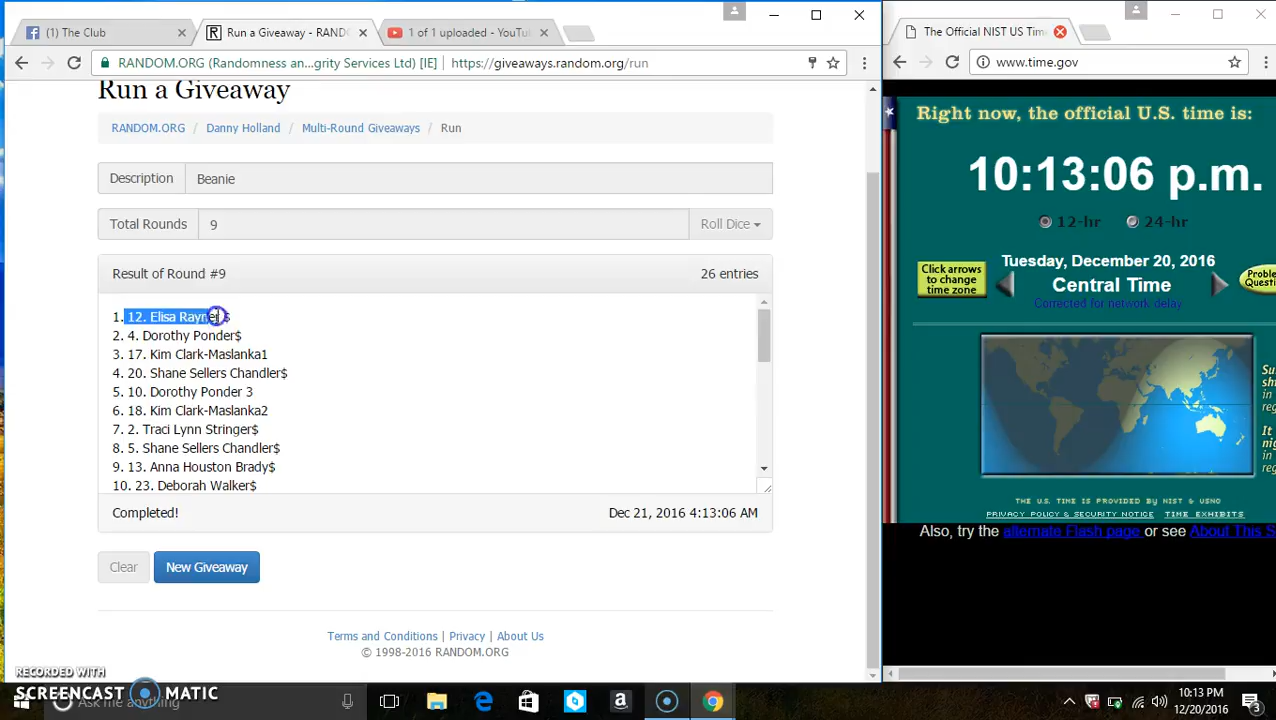 (1) The Club
Run a Giveaway - RAND
1 of 1 uploaded - YouTu
RANDOM.ORG (Randomness an...grity Services Ltd) [IE]
https://giveaways.random.org/run
Run a Giveaway
RANDOM.ORG / Danny Holland / Multi-Round Giveaways / Run
Description Beanie
Total Rounds 9 Roll Dice
Result of Round #9 26 entries
1. 12. Elisa Rayner$
2. 4. Dorothy Ponder$
3. 17. Kim Clark-Maslanka1
4. 20. Shane Sellers Chandler$
5. 10. Dorothy Ponder 3
6. 18. Kim Clark-Maslanka2
7. 2. Traci Lynn Stringer$
8. 5. Shane Sellers Chandler$
9. 13. Anna Houston Brady$
10. 23. Deborah Walker$
Completed! Dec 21, 2016 4:13:06 AM
Clear New Giveaway
Terms and Conditions | Privacy | About Us
© 1998-2016 RANDOM.ORG
The Official NIST US Tim
www.time.gov
Right now, the official U.S. time is:
10:13:06 p.m.
12-hr 24-hr
Click arrows
to change
time zone
Tuesday, December 20, 2016
Central Time
Corrected for network delay
Proble
Questi
THE U.S. TIME IS PROVIDED BY NIST & USNO
PRIVACY POLICY & SECURITY NOTICE TIME EXHIBITS
Also, try the alternate Flash page or see About This S
RECORDED WITH
SCREENCAST MATIC
Ask me anything
10:13 PM
12/20/2016